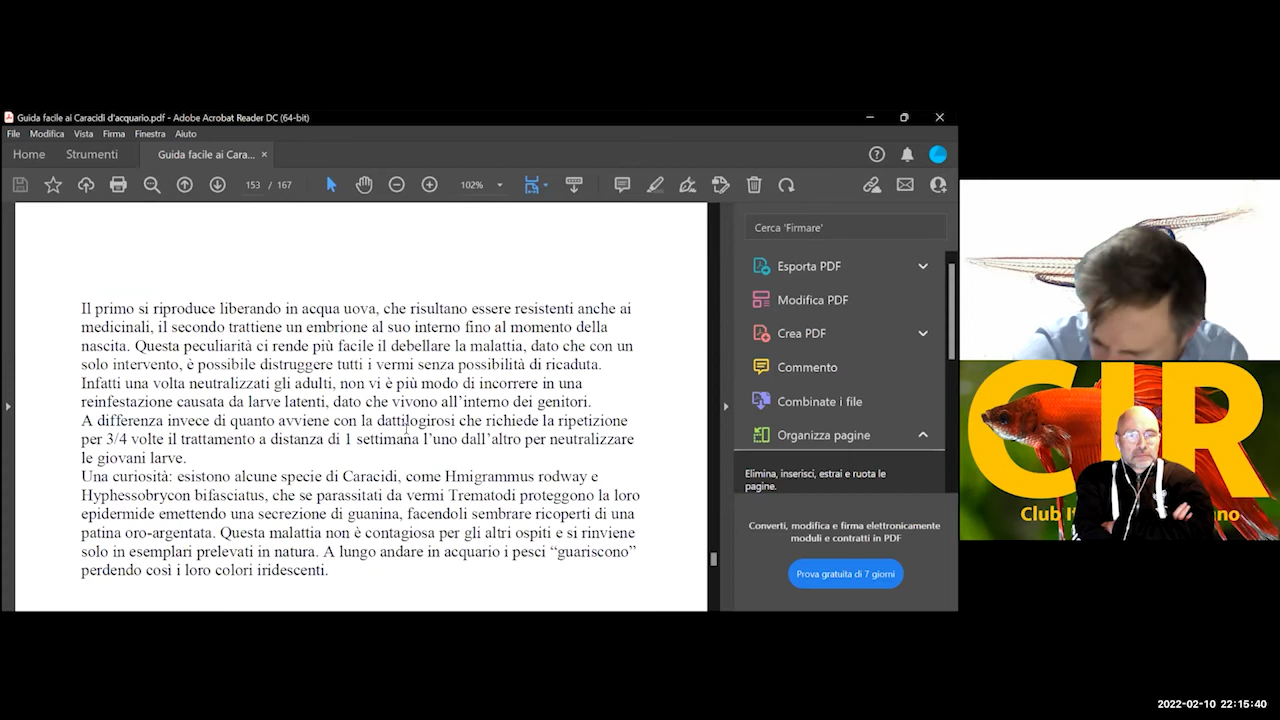 Guida facile ai Caracidi d'acquario.pdf - Adobe Acrobat Reader DC (64-bit)
File Modifica Vista Firma Finestra Aiuto
Home Strumenti Guida facile ai Cara... ×
153 / 167 102%
Il primo si riproduce liberando in acqua uova, che risultano essere resistenti anche ai
medicinali, il secondo trattiene un embrione al suo interno fino al momento della
nascita. Questa peculiarità ci rende più facile il debellare la malattia, dato che con un
solo intervento, è possibile distruggere tutti i vermi senza possibilità di ricaduta.
Infatti una volta neutralizzati gli adulti, non vi è più modo di incorrere in una
reinfestazione causata da larve latenti, dato che vivono all'interno dei genitori.
A differenza invece di quanto avviene con la dattilogirosi che richiede la ripetizione
per 3/4 volte il trattamento a distanza di 1 settimana l'uno dall'altro per neutralizzare
le giovani larve.
Una curiosità: esistono alcune specie di Caracidi, come Hmigrammus rodway e
Hyphessobrycon bifasciatus, che se parassitati da vermi Trematodi proteggono la loro
epidermide emettendo una secrezione di guanina, facendoli sembrare ricoperti di una
patina oro-argentata. Questa malattia non è contagiosa per gli altri ospiti e si rinviene
solo in esemplari prelevati in natura. A lungo andare in acquario i pesci “guariscono”
perdendo così i loro colori iridescenti.
Cerca 'Firmare'
Esporta PDF
Modifica PDF
Crea PDF
Commento
Combinate i file
Organizza pagine
Elimina, inserisci, estrai e ruota le
pagine.
Converti, modifica e firma elettronicamente
moduli e contratti in PDF
Prova gratuita di 7 giorni
CIR
Club
2022-02-10 22:15:40